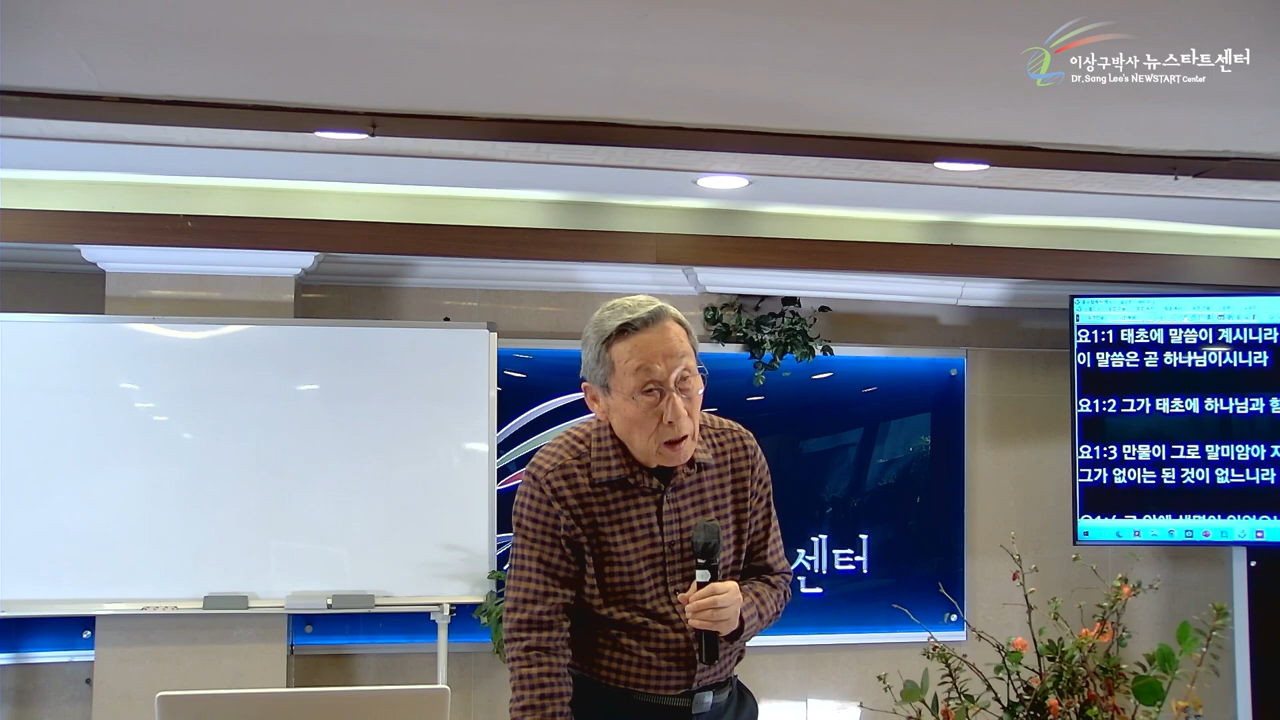 이상구박사 뉴스타트센터
Dr. Sang Lee's NEWSTART Center
요1:1 태초에 말씀이 계시니라
이 말씀은 곧 하나님이시니라
요1:2 그가 태초에 하나님과 함
요1:3 만물이 그로 말미암아 지
그가 없이는 된 것이 없느니라
센터